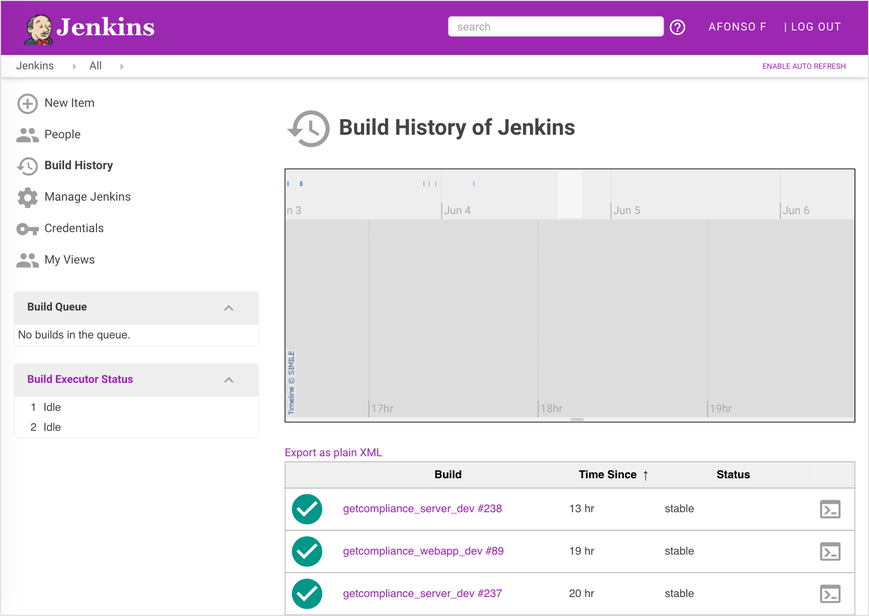 Jenkins
search
?
AFONSO F | LOG OUT
Jenkins All
ENABLE AUTO REFRESH
New Item
People
Build History
Manage Jenkins
Credentials
My Views
Build Queue
No builds in the queue.
Build Executor Status
1 Idle
2 Idle
Build History of Jenkins
n 3 Jun 4 Jun 5 Jun 6
Timeline © SIMILE
17hr 18hr 19hr
Export as plain XML
Build Time Since ↑ Status
getcompliance_server_dev #238 13 hr stable
getcompliance_webapp_dev #89 19 hr stable
getcompliance_server_dev #237 20 hr stable